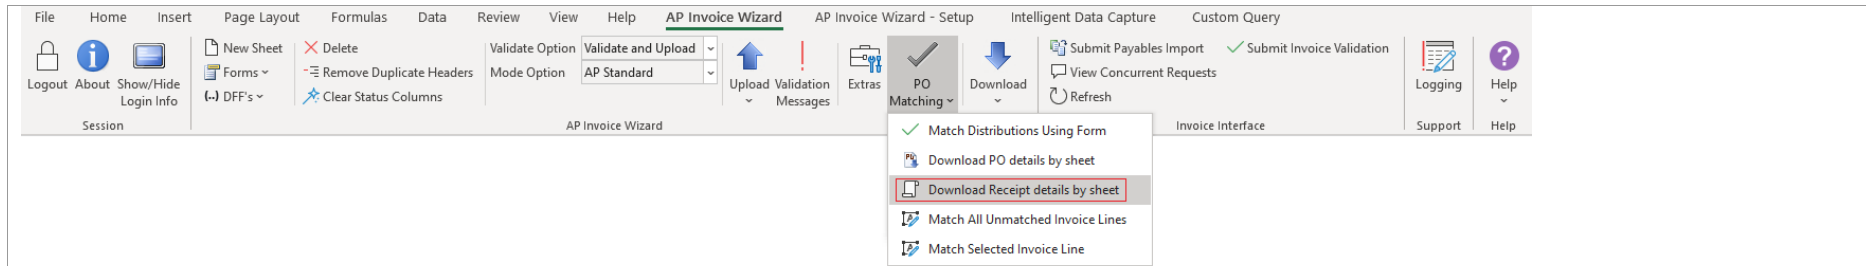 File Home Insert Page Layout Formulas Data Review View Help AP Invoice Wizard AP Invoice Wizard - Setup Intelligent Data Capture Custom Query
Logout About Show/Hide Login Info
New Sheet
Forms
(..) DFF's
Delete
Remove Duplicate Headers
Clear Status Columns
Validate Option Validate and Upload
Mode Option AP Standard
Upload Validation Messages
Extras
PO Matching
Download
Submit Payables Import Submit Invoice Validation
View Concurrent Requests
Refresh
Logging
Help
Session AP Invoice Wizard Invoice Interface Support Help
Match Distributions Using Form
Download PO details by sheet
Download Receipt details by sheet
Match All Unmatched Invoice Lines
Match Selected Invoice Line